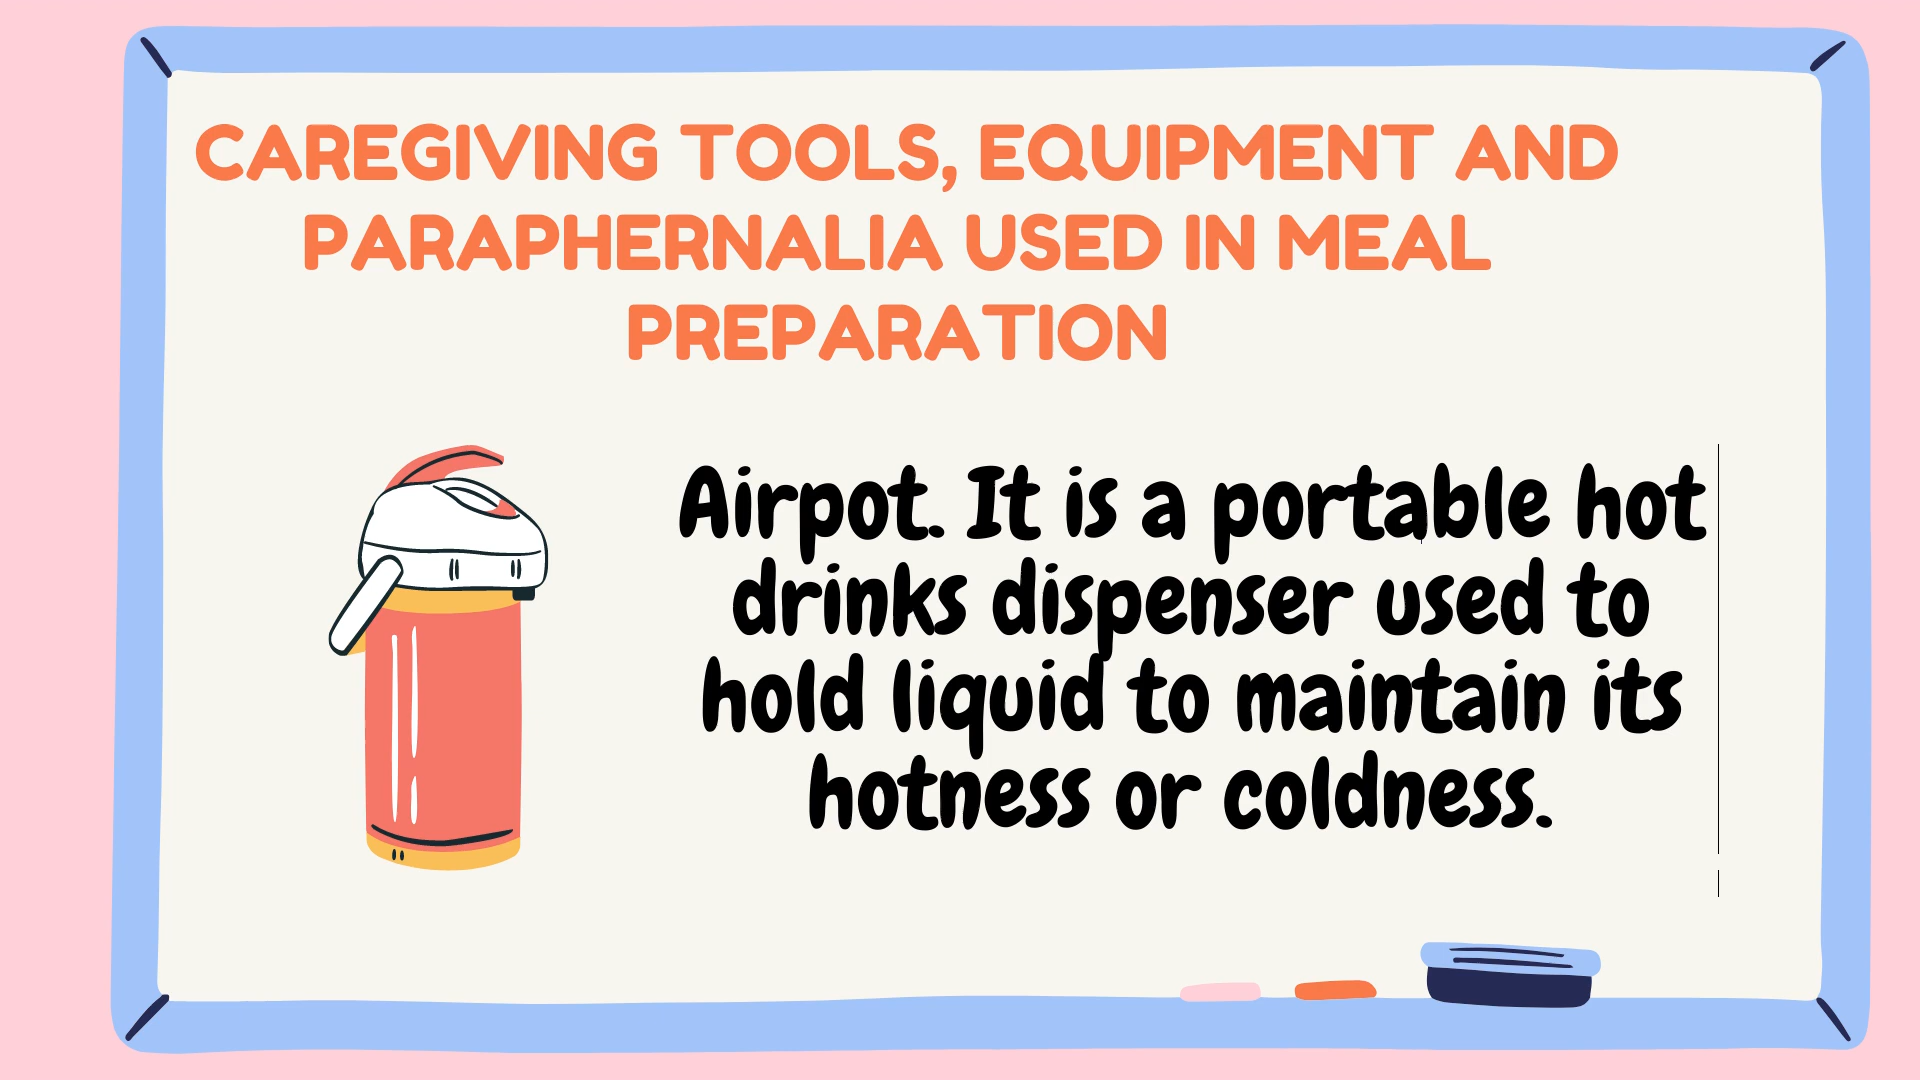 CAREGIVING TOOLS, EQUIPMENT AND
PARAPHERNALIA USED IN MEAL
PREPARATION
Airpot. It is a portable hot
drinks dispenser used to
hold liquid to maintain its
hotness or coldness.